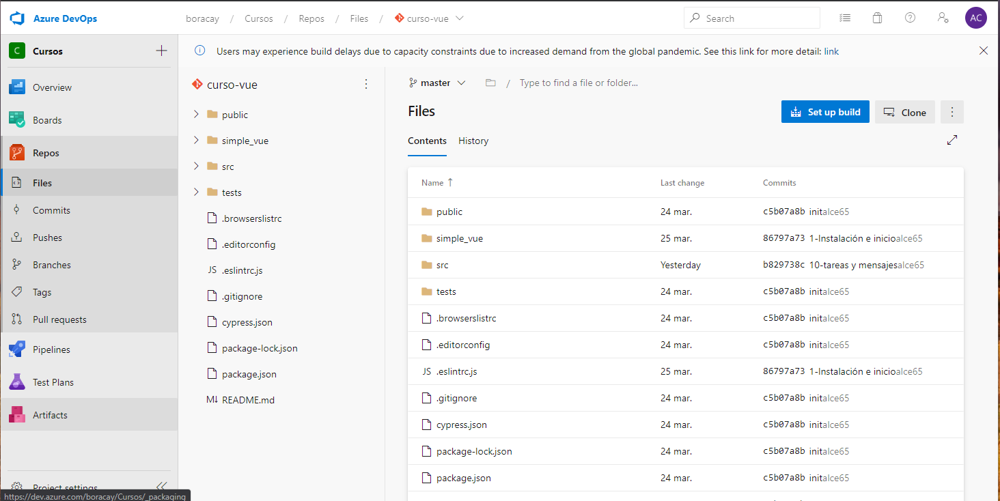 Azure DevOps
boracay / Cursos / Repos / Files / curso-vue
Search
AC
C Cursos
Overview
Boards
Repos
Files
Commits
Pushes
Branches
Tags
Pull requests
Pipelines
Test Plans
Artifacts
Project settings
https://dev.azure.com/boracay/Cursos/_packaging
Users may experience build delays due to capacity constraints due to increased demand from the global pandemic. See this link for more detail: link
curso-vue
public
simple_vue
src
tests
.browserslistrc
.editorconfig
JS .eslintrc.js
.gitignore
cypress.json
package-lock.json
package.json
M↓ README.md
master / Type to find a file or folder...
Files
Set up build
Clone
Contents History
Name ↑ Last change Commits
public 24 mar. c5b07a8b initalce65
simple_vue 25 mar. 86797a73 1-Instalación e inicioalce65
src Yesterday b829738c 10-tareas y mensajesalce65
tests 24 mar. c5b07a8b initalce65
.browserslistrc 24 mar. c5b07a8b initalce65
.editorconfig 24 mar. c5b07a8b initalce65
JS .eslintrc.js 25 mar. 86797a73 1-Instalación e inicioalce65
.gitignore 24 mar. c5b07a8b initalce65
cypress.json 24 mar. c5b07a8b initalce65
package-lock.json 24 mar. c5b07a8b initalce65
package.json 24 mar. c5b07a8b initalce65